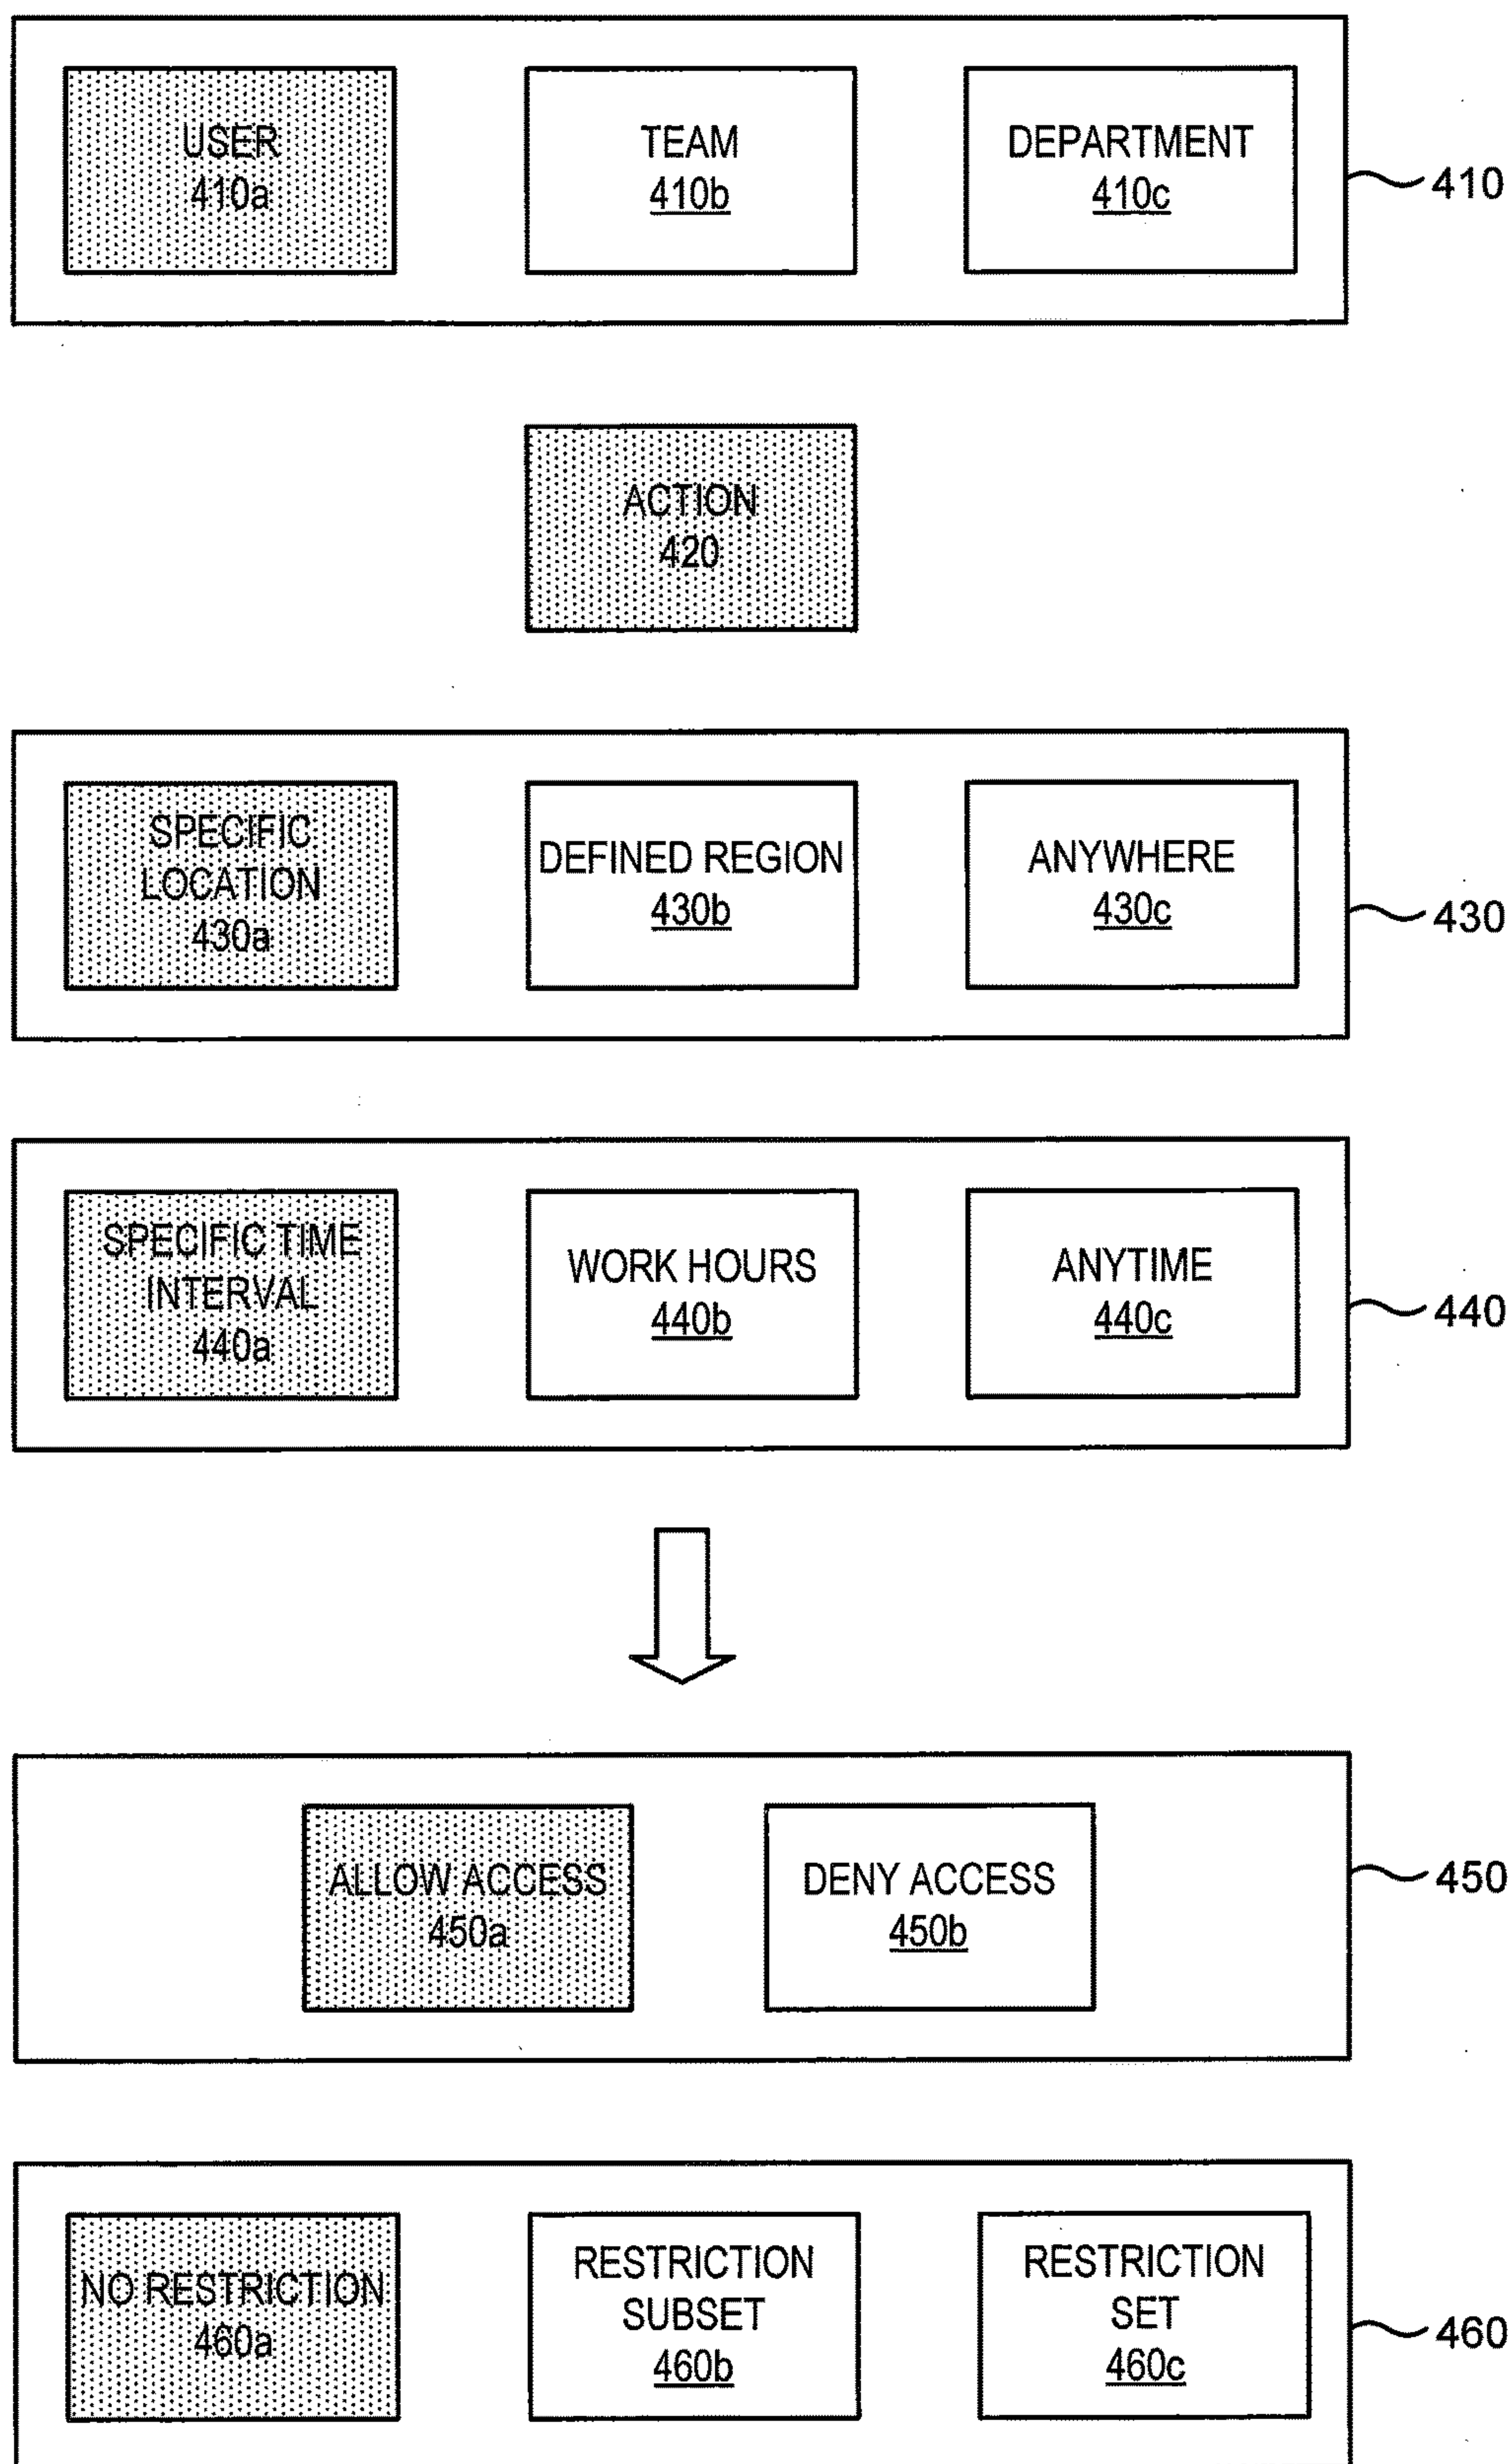 USER
410a
TEAM
410b
DEPARTMENT
410c
410
ACTION
420
SPECIFIC
LOCATION
430a
DEFINED REGION
430b
ANYWHERE
430c
430
SPECIFIC TIME
INTERVAL
440a
WORK HOURS
440b
ANYTIME
440c
440
ALLOW ACCESS
450a
DENY ACCESS
450b
450
NO RESTRICTION
460a
RESTRICTION
SUBSET
460b
RESTRICTION
SET
460c
460